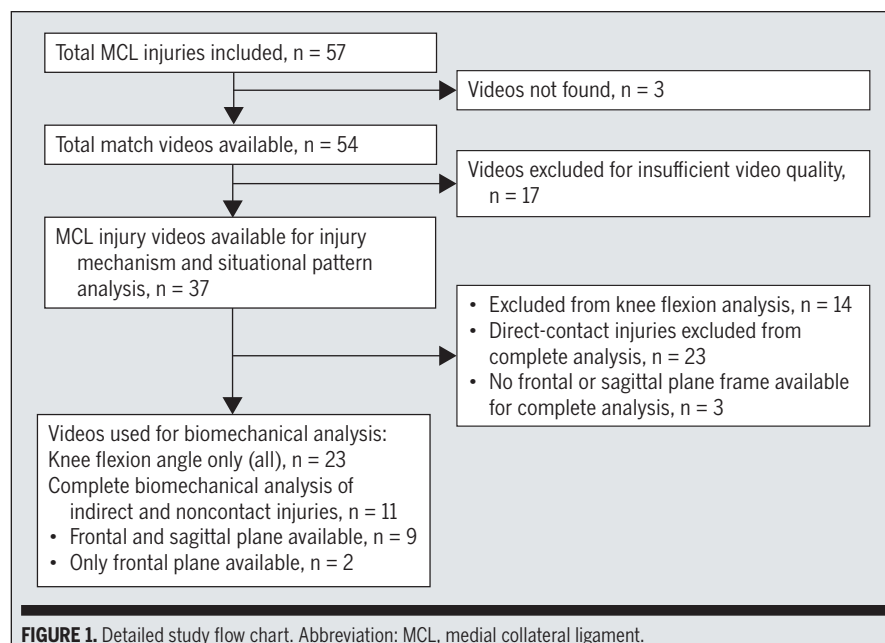 Total MCL injuries included, n = 57
Videos not found, n = 3
Total match videos available, n = 54
Videos excluded for insufficient video quality,
n = 17
MCL injury videos available for injury
mechanism and situational pattern
analysis, n = 37
• Excluded from knee flexion analysis, n = 14
• Direct-contact injuries excluded from
complete analysis, n = 23
• No frontal or sagittal plane frame available
for complete analysis, n = 3
Videos used for biomechanical analysis:
Knee flexion angle only (all), n = 23
Complete biomechanical analysis of
indirect and noncontact injuries, n = 11
• Frontal and sagittal plane available, n = 9
• Only frontal plane available, n = 2
FIGURE 1. Detailed study flow chart. Abbreviation: MCL, medial collateral ligament.